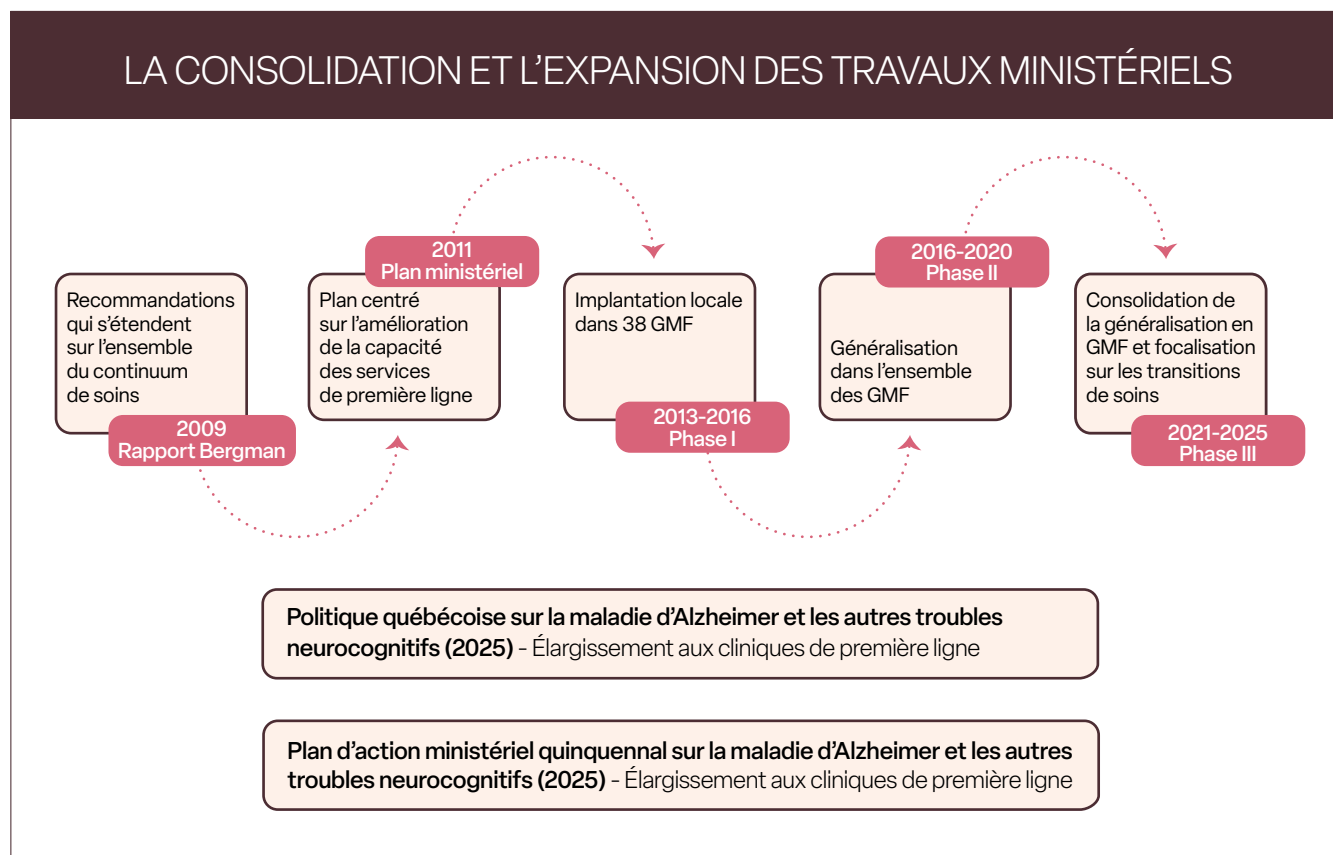 LA CONSOLIDATION ET L’EXPANSION DES TRAVAUX MINISTÉRIELS
Recommandations
qui s’étendent
sur l’ensemble
du continuum
de soins
2009
Rapport Bergman
2011
Plan ministériel
Plan centré
sur l’amélioration
de la capacité
des services
de première ligne
Implantation locale
dans 38 GMF
2013-2016
Phase I
2016-2020
Phase II
Généralisation
dans l’ensemble
des GMF
Consolidation de
la généralisation en
GMF et focalisation
sur les transitions
de soins
2021-2025
Phase III
Politique québécoise sur la maladie d’Alzheimer et les autres troubles
neurocognitifs (2025) - Élargissement aux cliniques de première ligne
Plan d’action ministériel quinquennal sur la maladie d’Alzheimer et les autres
troubles neurocognitifs (2025) - Élargissement aux cliniques de première ligne